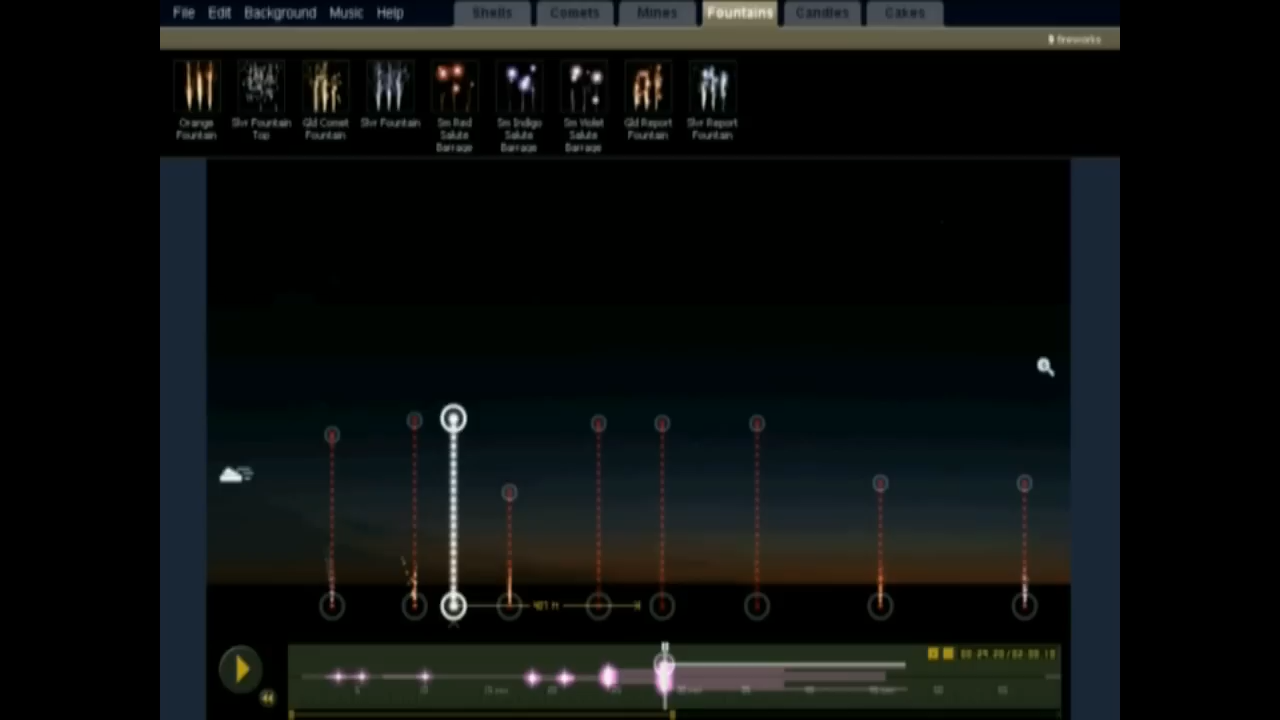 File Edit Background Music Help
Shells Comets Mines Fountains Candles Cakes
9 fireworks
Orange Fountain
Slvr Fountain Top
Gld Comet Fountain
Slvr Fountain
Sm Red Salute Barrage
Sm Indigo Salute Barrage
Sm Violet Salute Barrage
Gld Report Fountain
Slvr Report Fountain